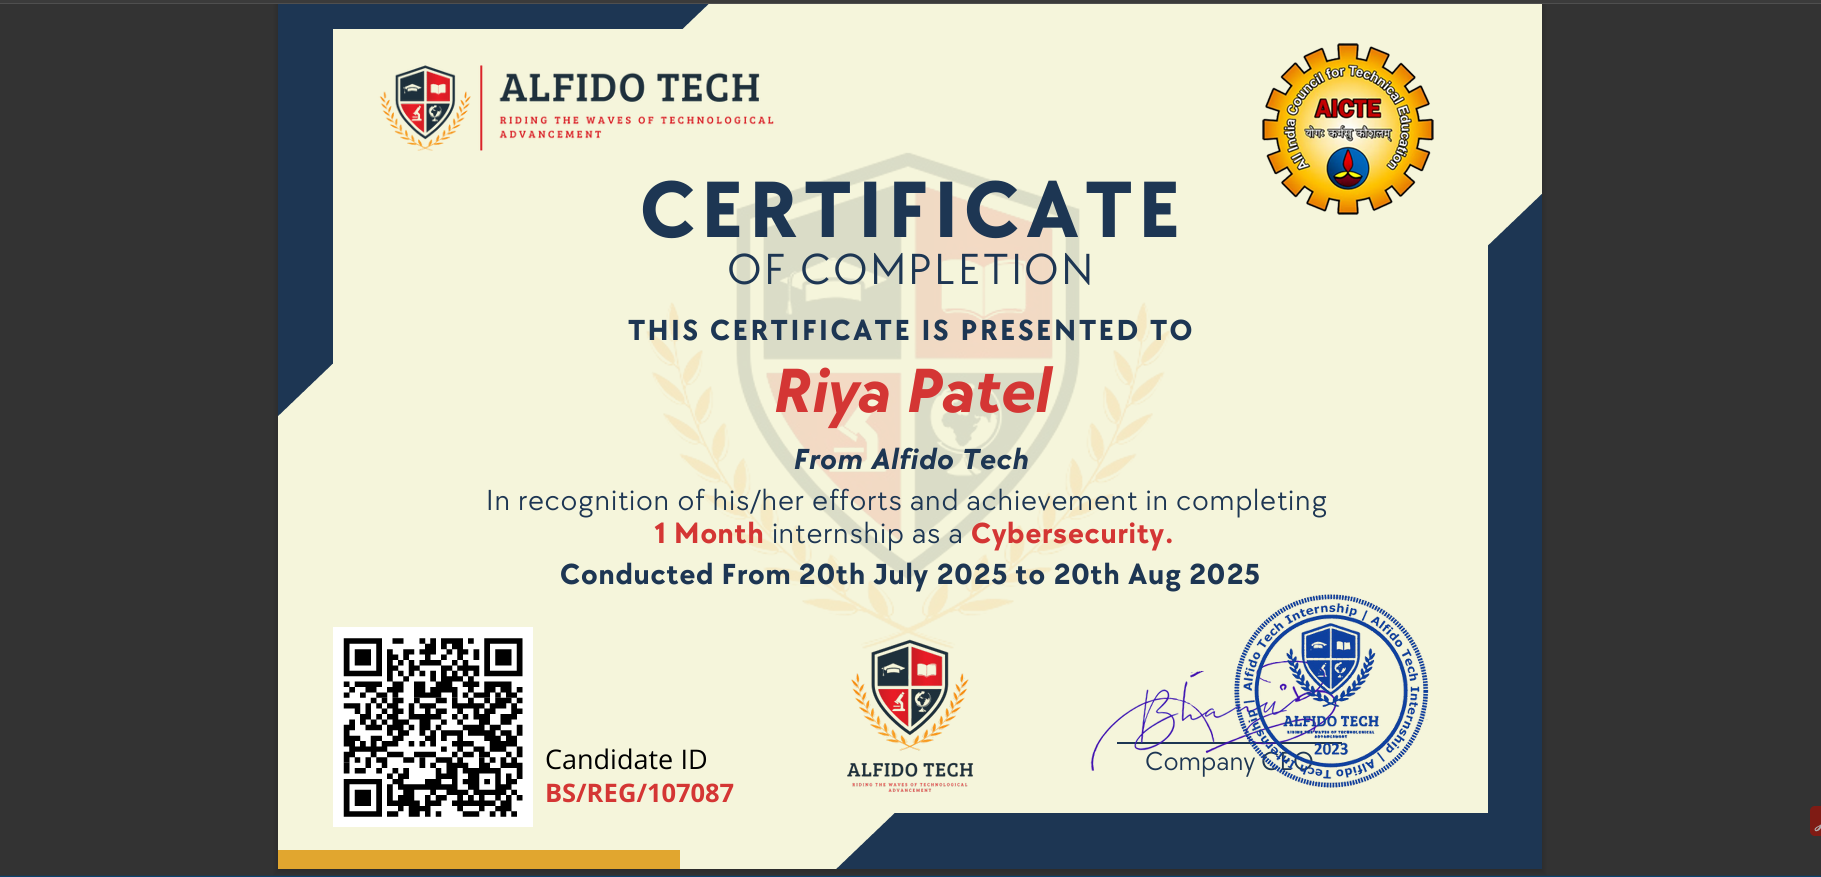 ALFIDO TECH
RIDING THE WAVES OF TECHNOLOGICAL
ADVANCEMENT
All India Council for Technical Education
AICTE
योगः कर्मसु कौशलम्
CERTIFICATE
OF COMPLETION
THIS CERTIFICATE IS PRESENTED TO
Riya Patel
From Alfido Tech
In recognition of his/her efforts and achievement in completing
1 Month internship as a Cybersecurity.
Conducted From 20th July 2025 to 20th Aug 2025
Candidate ID
BS/REG/107087
ALFIDO TECH
RIDING THE WAVES OF TECHNOLOGICAL
ADVANCEMENT
Company CEO
Alfido Tech Internship | Alfido Tech Internship | Alfido Tech Internship |
ALFIDO TECH
RIDING THE WAVES OF TECHNOLOGICAL
ADVANCEMENT
2023